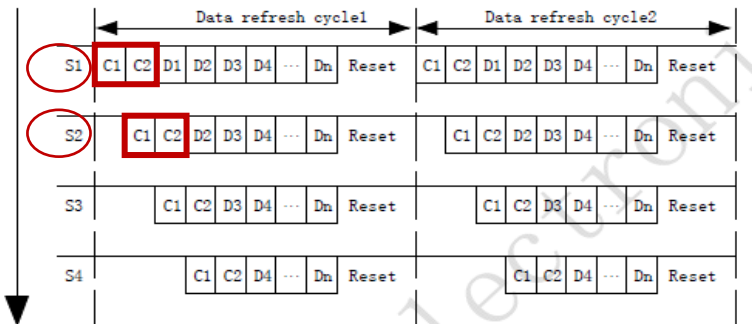 Data refresh cycle1 Data refresh cycle2
S1 C1 C2 D1 D2 D3 D4 ... Dn Reset C1 C2 D1 D2 D3 D4 ... Dn Reset
S2 C1 C2 D2 D3 D4 ... Dn Reset C1 C2 D2 D3 D4 ... Dn Reset
S3 C1 C2 D3 D4 ... Dn Reset C1 C2 D3 D4 ... Dn Reset
S4 C1 C2 D4 ... Dn Reset C1 C2 D4 ... Dn Reset
lectroni